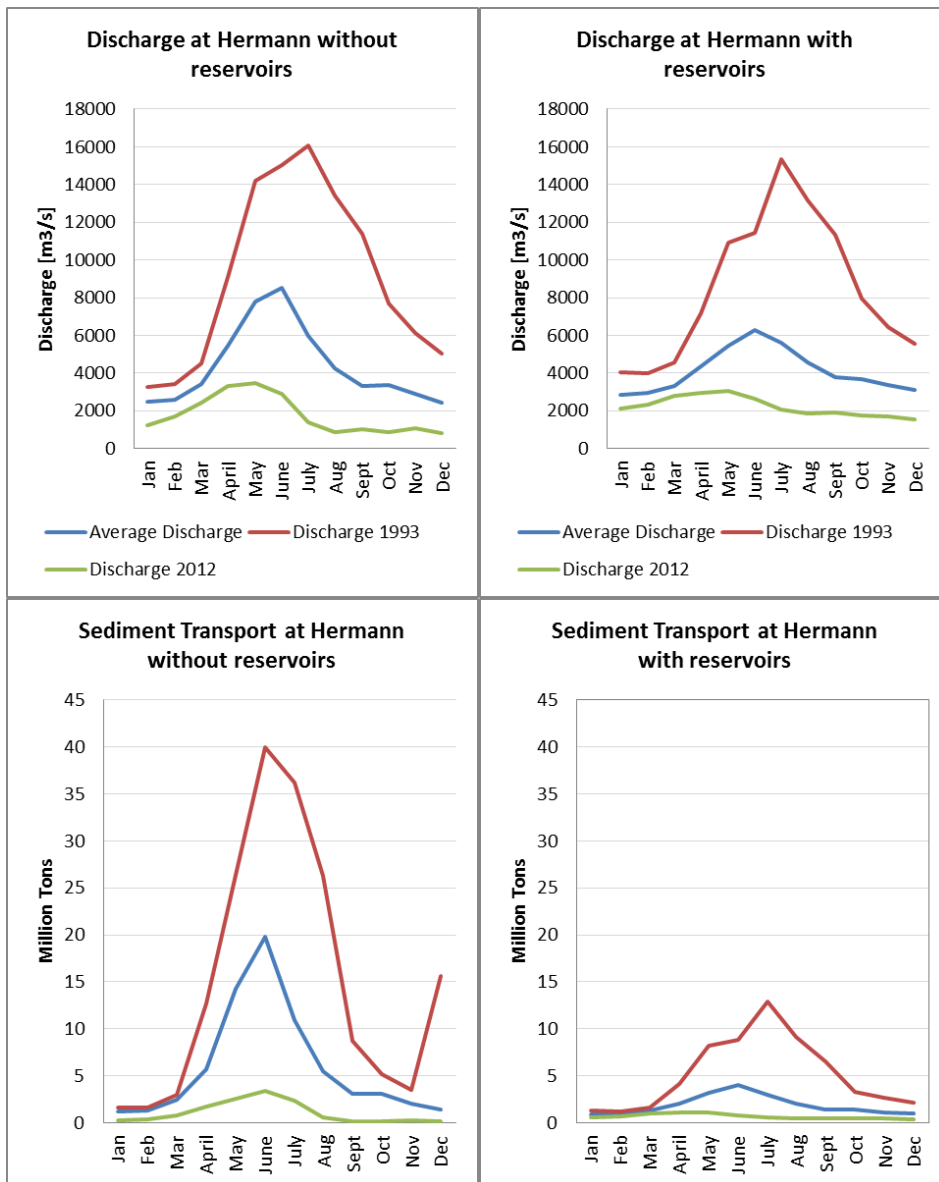 Discharge at Hermann without
reservoirs
18000
16000
14000
12000
10000
8000
6000
4000
2000
0
Discharge [m3/s]
Jan
Feb
Mar
April
May
June
July
Aug
Sept
Oct
Nov
Dec
Average Discharge
Discharge 1993
Discharge 2012
Discharge at Hermann with
reservoirs
18000
16000
14000
12000
10000
8000
6000
4000
2000
0
Discharge [m3/s]
Jan
Feb
Mar
April
May
June
July
Aug
Sept
Oct
Nov
Dec
Average Discharge
Discharge 1993
Discharge 2012
Sediment Transport at Hermann
without reservoirs
45
40
35
30
25
20
15
10
5
0
Million Tons
Jan
Feb
Mar
April
May
June
July
Aug
Sept
Oct
Nov
Dec
Sediment Transport at Hermann
with reservoirs
45
40
35
30
25
20
15
10
5
0
Million Tons
Jan
Feb
Mar
April
May
June
July
Aug
Sept
Oct
Nov
Dec